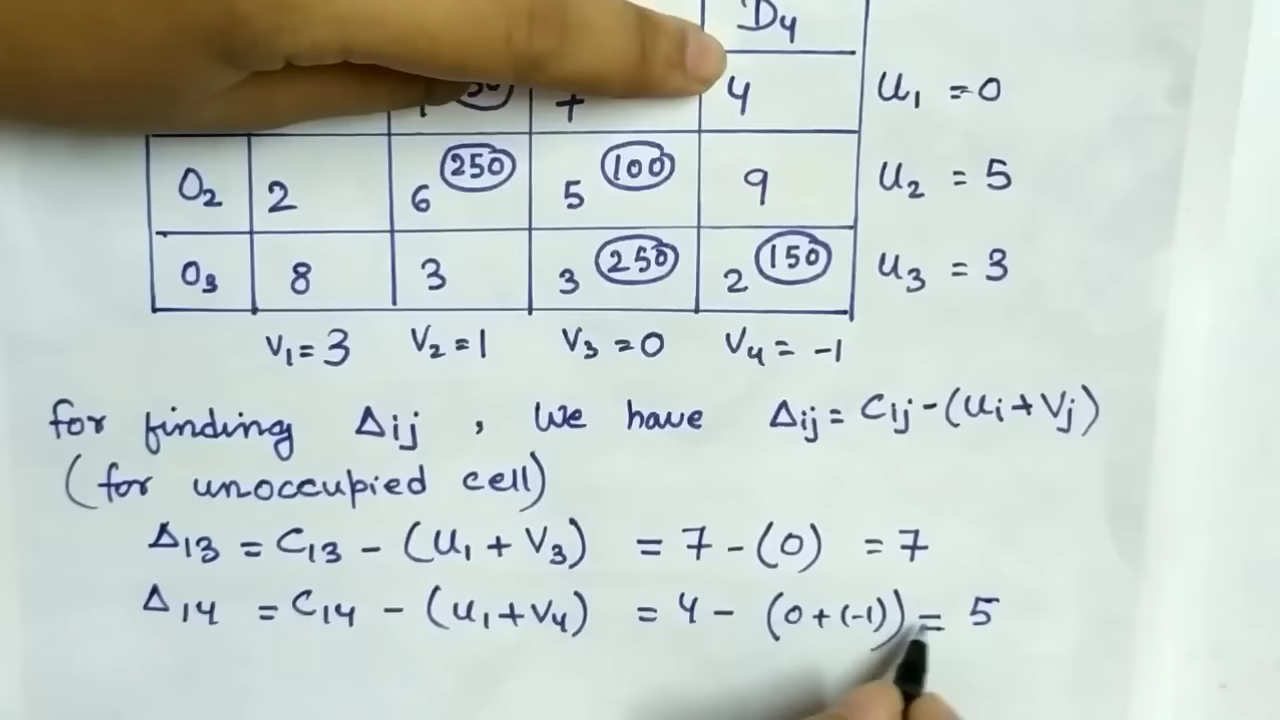 D4
4 u1 = 0
O2 2 6 250 5 100 9 u2 = 5
O3 8 3 3 250 2 150 u3 = 3
V1 = 3 V2 = 1 V3 = 0 V4 = -1
for finding Δij , We have Δij = Cij - (ui + Vj)
(for unoccupied cell)
Δ13 = C13 - (u1 + V3) = 7 - (0) = 7
Δ14 = C14 - (u1 + V4) = 4 - (0 + (-1)) = 5